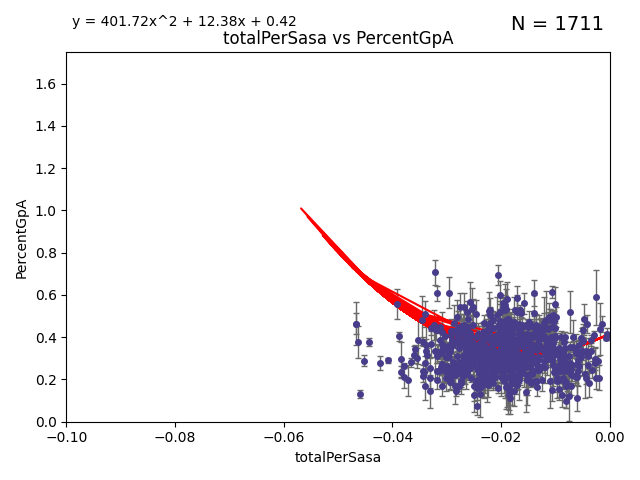 y = 401.72x^2 + 12.38x + 0.42
N = 1711
totalPerSasa vs PercentGpA
1.6
1.4
1.2
1.0
0.8
0.6
0.4
0.2
0.0
PercentGpA
−0.10 −0.08 −0.06 −0.04 −0.02 0.00
totalPerSasa